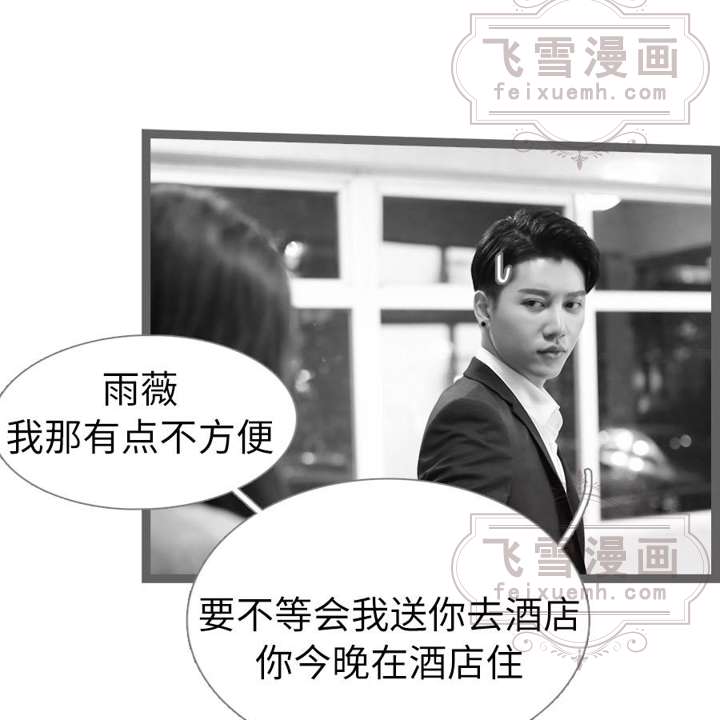 飞雪漫画
feixuemh.com
雨薇
我那有点不方便
要不等会我送你去酒店
你今晚在酒店住
飞雪漫画
feixuemh.com